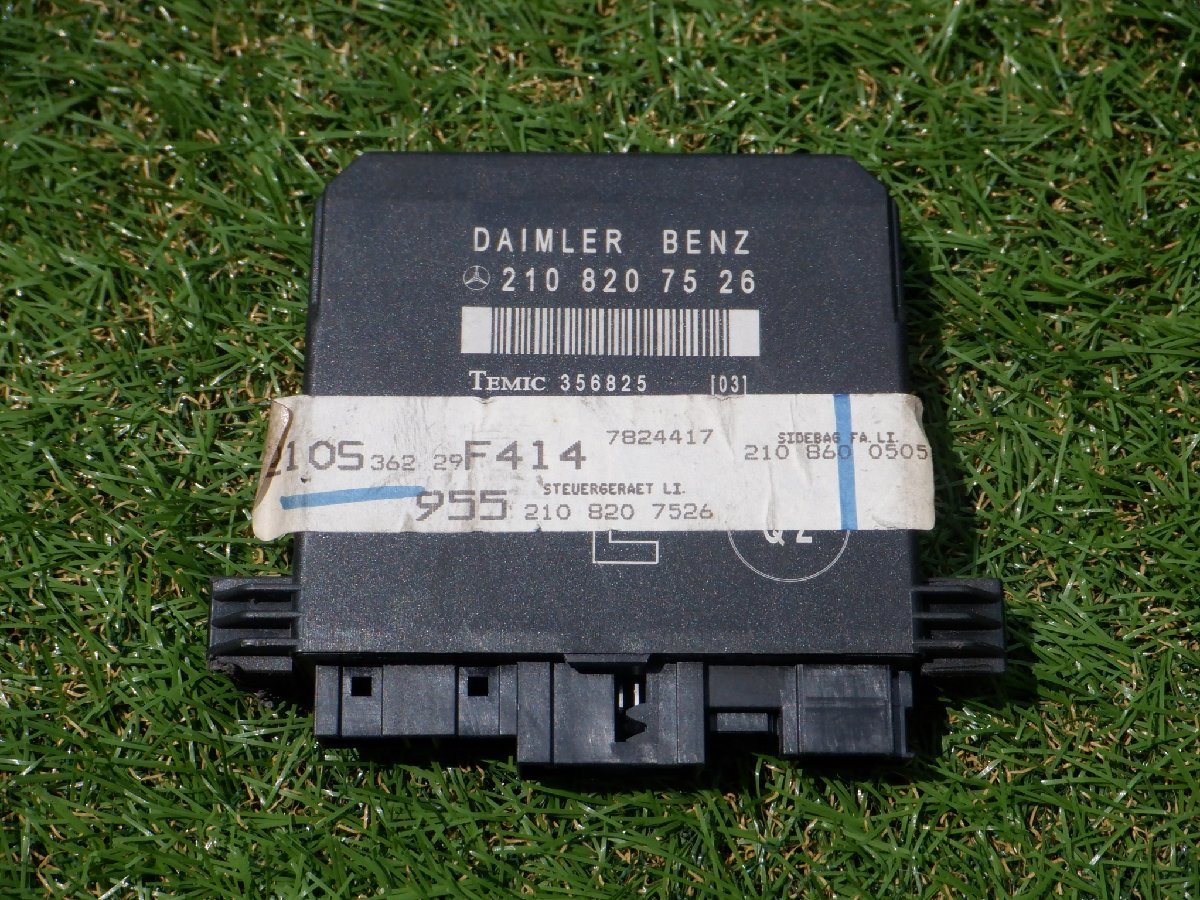 DAIMLER BENZ
210 820 75 26
TEMIC 356825 [03]
210S 362 29 F414 7824417 SIDEBAG FA LI.
210 860 0505
955 STEUERGERAET LI.
210 820 7526
L